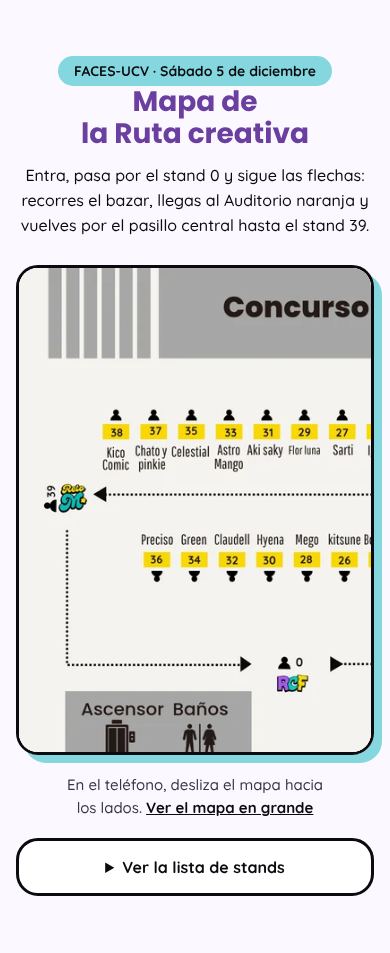 FACES-UCV · Sábado 5 de diciembre
Mapa de
la Ruta creativa
Entra, pasa por el stand 0 y sigue las flechas:
recorres el bazar, llegas al Auditorio naranja y
vuelves por el pasillo central hasta el stand 39.
Concurso
38 37 35 33 31 29 27
Kico Comic Chato y pinkie Celestial Astro Mango Aki saky Flor luna Sarti
39 Ruta M
Preciso Green Claudell Hyena Mego kitsune
36 34 32 30 28 26
0
RCF
Ascensor Baños
En el teléfono, desliza el mapa hacia
los lados. Ver el mapa en grande
▶ Ver la lista de stands